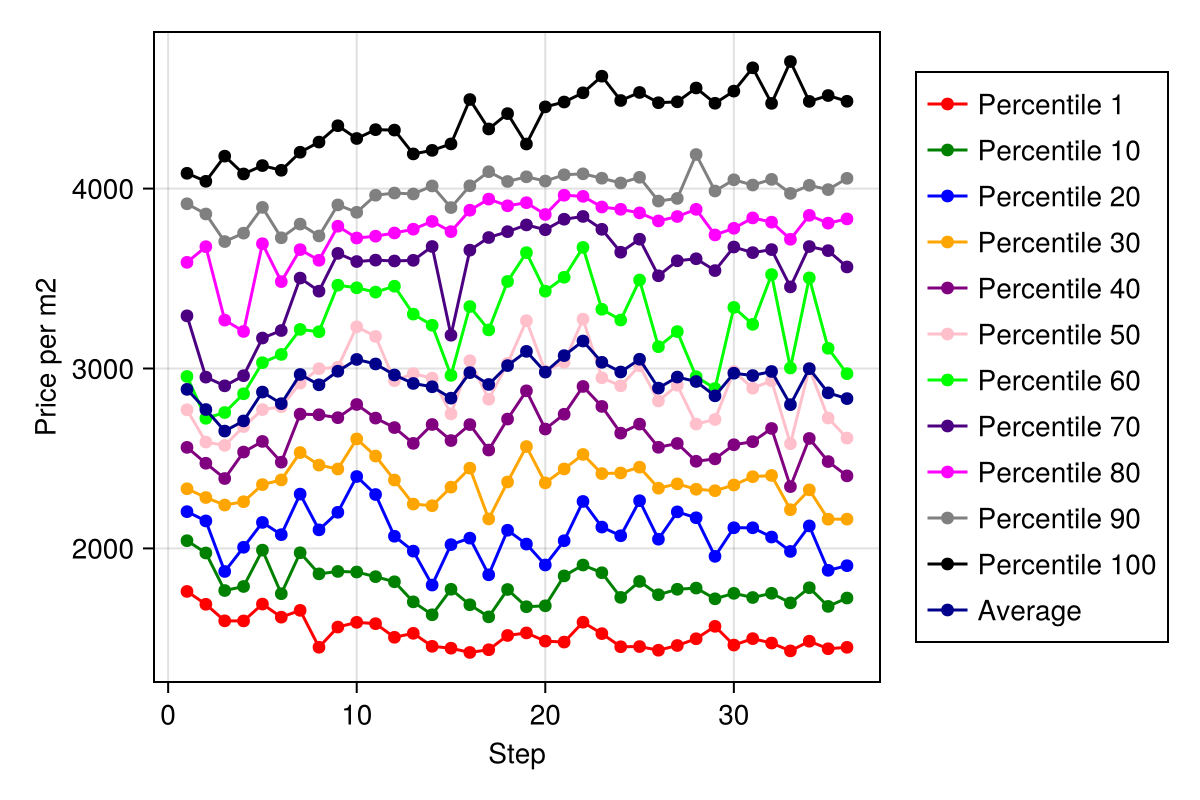 Price per m2
4000
3000
2000
0
10
20
30
Step
Percentile 1
Percentile 10
Percentile 20
Percentile 30
Percentile 40
Percentile 50
Percentile 60
Percentile 70
Percentile 80
Percentile 90
Percentile 100
Average